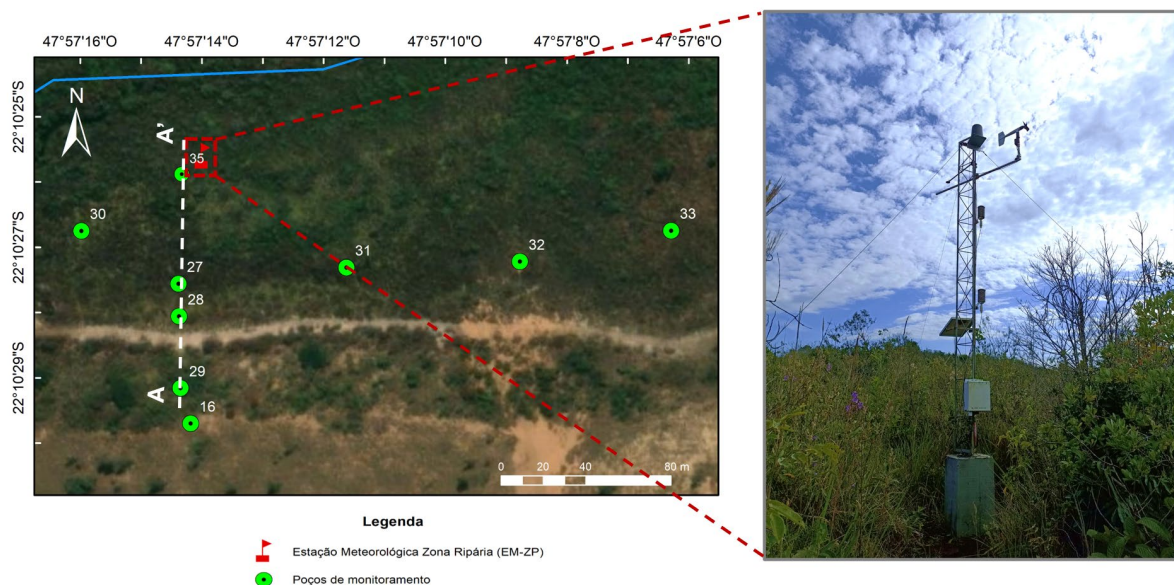 47°57'16"O 47°57'14"O 47°57'12"O 47°57'10"O 47°57'8"O 47°57'6"O
22°10'25"S
N
A'
35
30
33
22°10'27"S
32
31
27
28
22°10'29"S
29
A
16
0 20 40 80 m
Legenda
Estação Meteorológica Zona Ripária (EM-ZP)
Poços de monitoramento